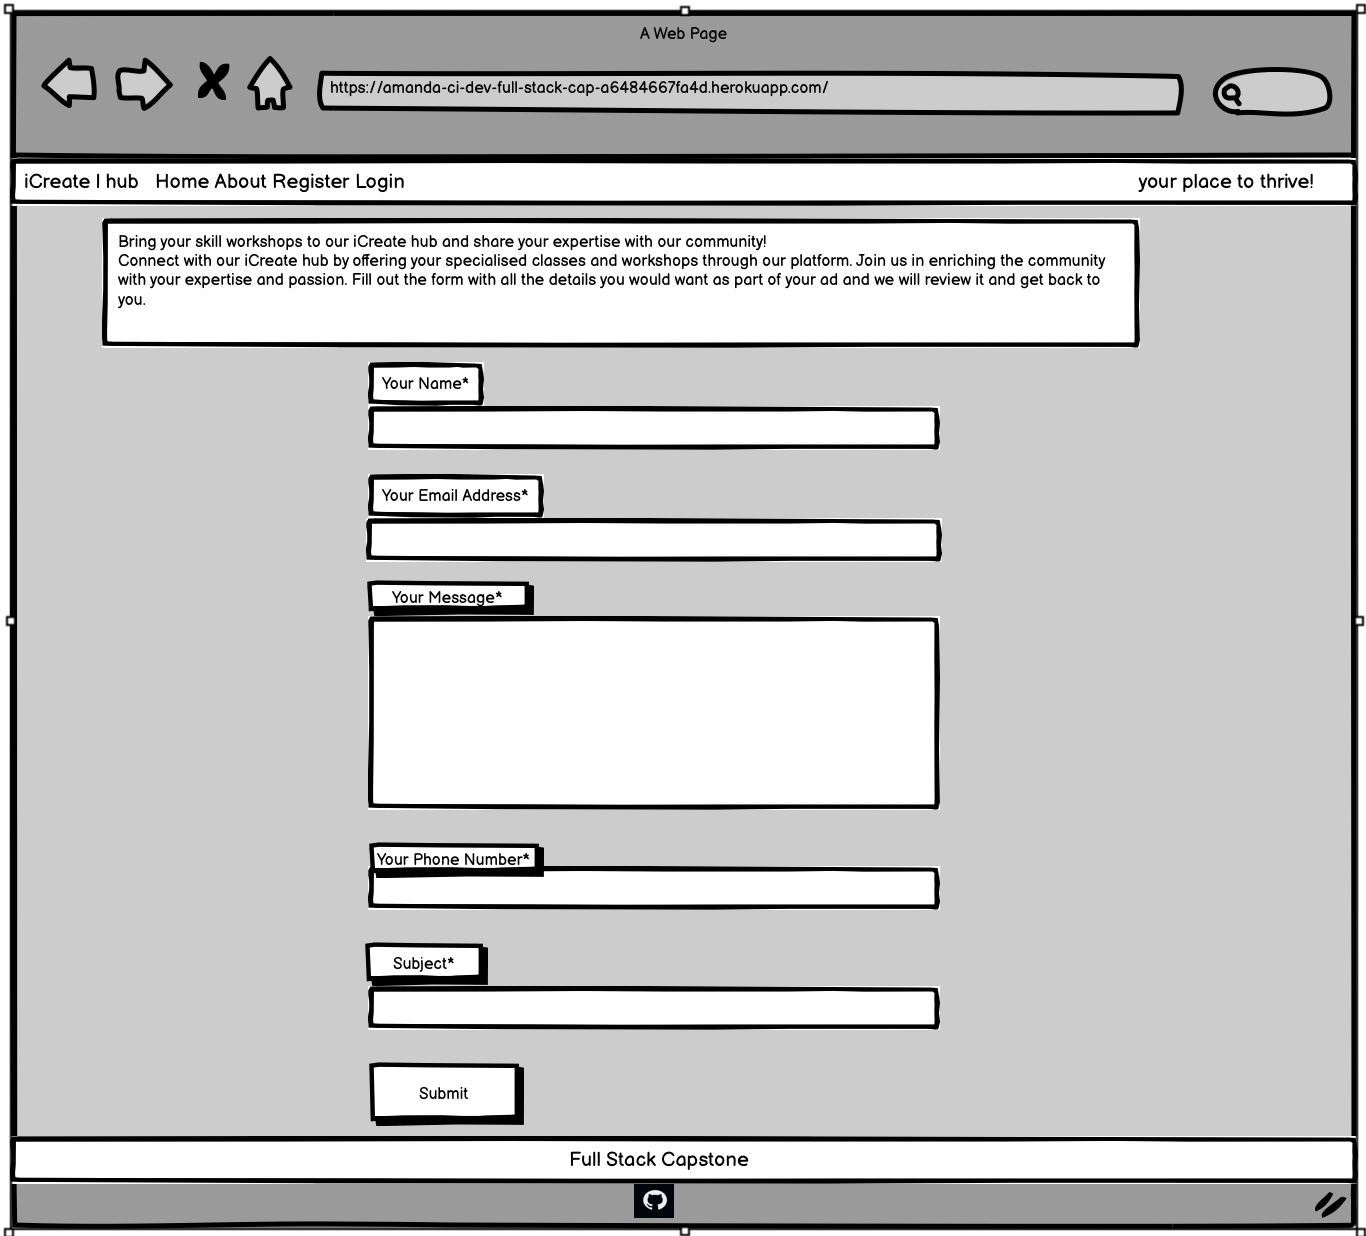 A Web Page
https://amanda-ci-dev-full-stack-cap-a6484667fa4d.herokuapp.com/
iCreate I hub Home About Register Login your place to thrive!
Bring your skill workshops to our iCreate hub and share your expertise with our community!
Connect with our iCreate hub by offering your specialised classes and workshops through our platform. Join us in enriching the community
with your expertise and passion. Fill out the form with all the details you would want as part of your ad and we will review it and get back to
you.
Your Name*
Your Email Address*
Your Message*
Your Phone Number*
Subject*
Submit
Full Stack Capstone